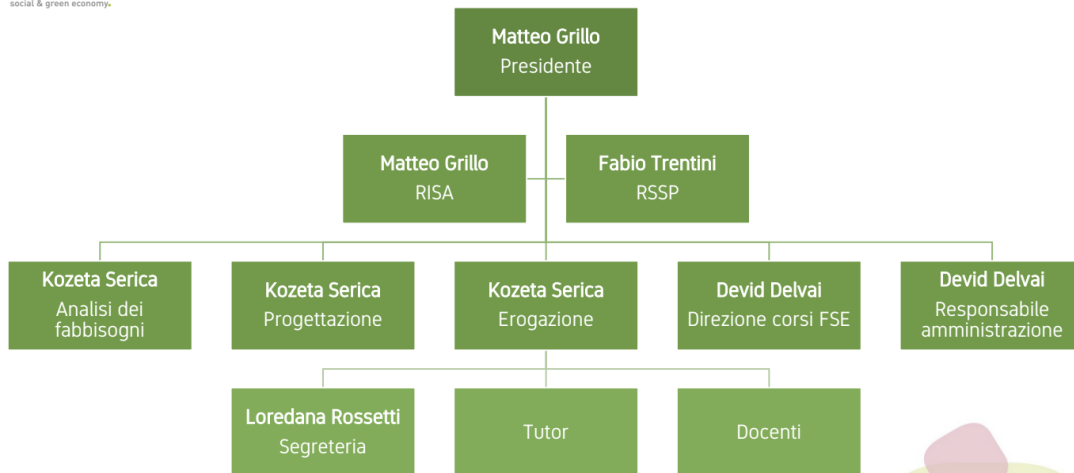 social & green economy.
Matteo Grillo
Presidente
Matteo Grillo
RISA
Fabio Trentini
RSSP
Kozeta Serica
Analisi dei
fabbisogni
Kozeta Serica
Progettazione
Kozeta Serica
Erogazione
Devid Delvai
Direzione corsi FSE
Devid Delvai
Responsabile
amministrazione
Loredana Rossetti
Segreteria
Tutor
Docenti